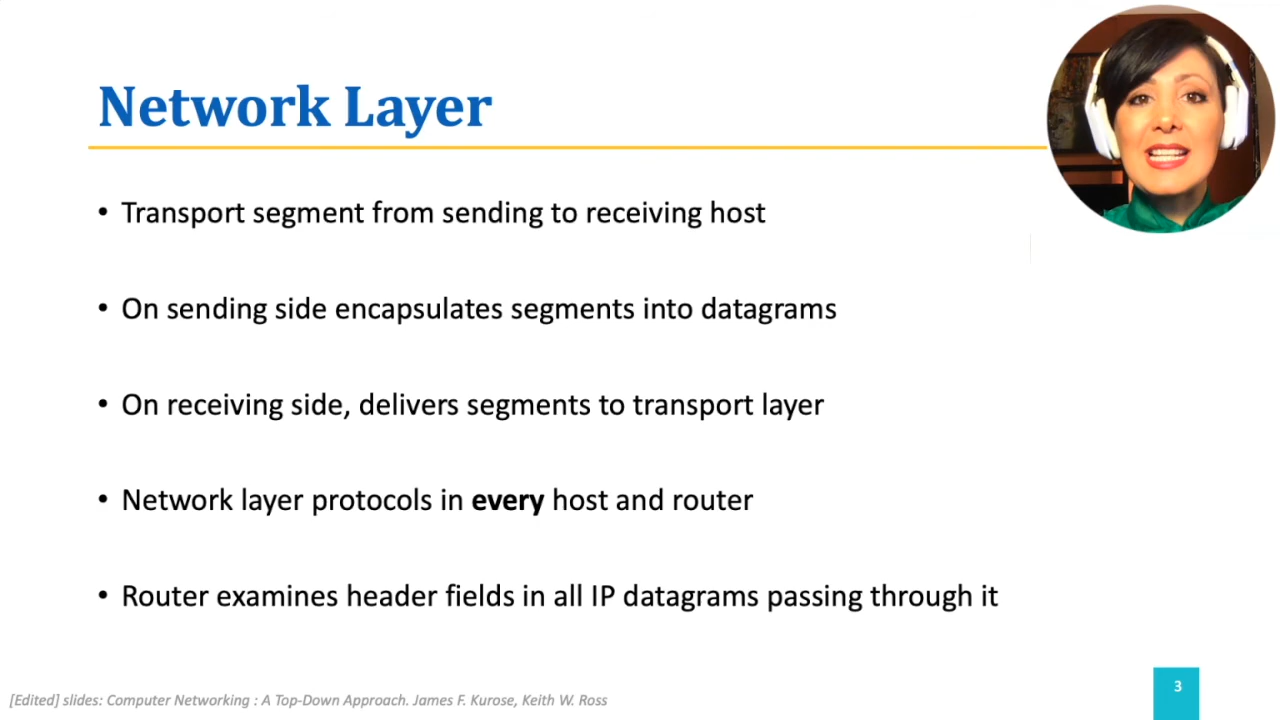 Network Layer
• Transport segment from sending to receiving host
• On sending side encapsulates segments into datagrams
• On receiving side, delivers segments to transport layer
• Network layer protocols in every host and router
• Router examines header fields in all IP datagrams passing through it
[Edited] slides: Computer Networking : A Top-Down Approach. James F. Kurose, Keith W. Ross
3